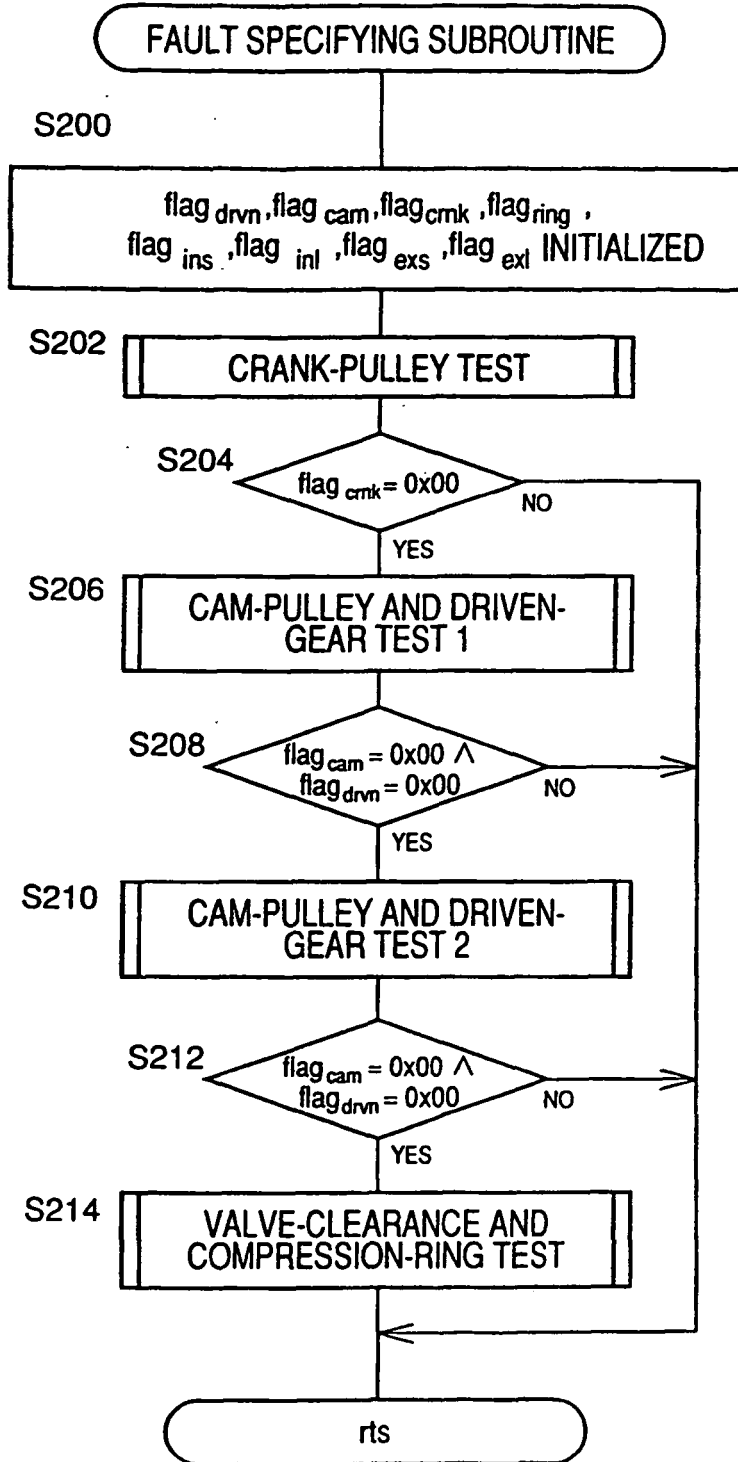 FAULT SPECIFYING SUBROUTINE
S200
flag drvn ,flag cam ,flag crnk ,flag ring ,
flag ins ,flag inl ,flag exs ,flag exl INITIALIZED
S202
CRANK-PULLEY TEST
S204
flag crnk = 0x00
NO
YES
S206
CAM-PULLEY AND DRIVEN-
GEAR TEST 1
S208
flag cam = 0x00 ∧
flag drvn = 0x00
NO
YES
S210
CAM-PULLEY AND DRIVEN-
GEAR TEST 2
S212
flag cam = 0x00 ∧
flag drvn = 0x00
NO
YES
S214
VALVE-CLEARANCE AND
COMPRESSION-RING TEST
rts